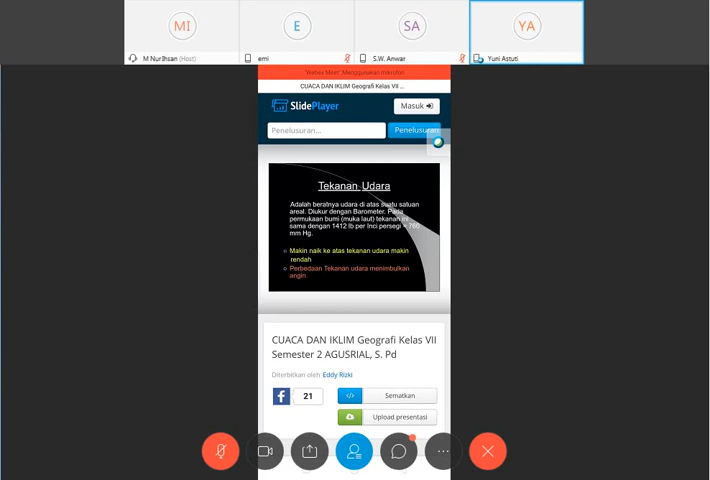 MI
E
SA
YA
M Nur Ihsan (Host)
emi
S.W. Anwar
Yuni Astuti
Webex Meet Menggunakan mikrofon
CUACA DAN IKLIM Geografi Kelas VII ...
SlidePlayer
Masuk
Penelusuran...
Penelusuran
Tekanan Udara
Adalah beratnya udara di atas suatu satuan
areal. Diukur dengan Barometer. Pada
permukaan bumi (muka laut) tekanan ini
sama dengan 1412 lb per Inci persegi = 760
mm Hg.
Makin naik ke atas tekanan udara makin
rendah
Perbedaan Tekanan udara menimbulkan
angin.
CUACA DAN IKLIM Geografi Kelas VII
Semester 2 AGUSRIAL, S. Pd
Diterbitkan oleh Eddy Rizki
f
21
</> Sematkan
Upload presentasi